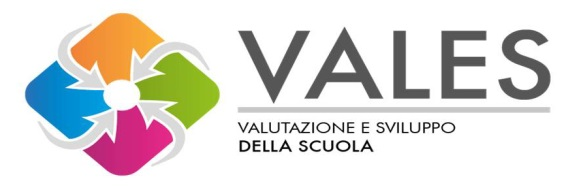 VALES
VALUTAZIONE E SVILUPPO
DELLA SCUOLA